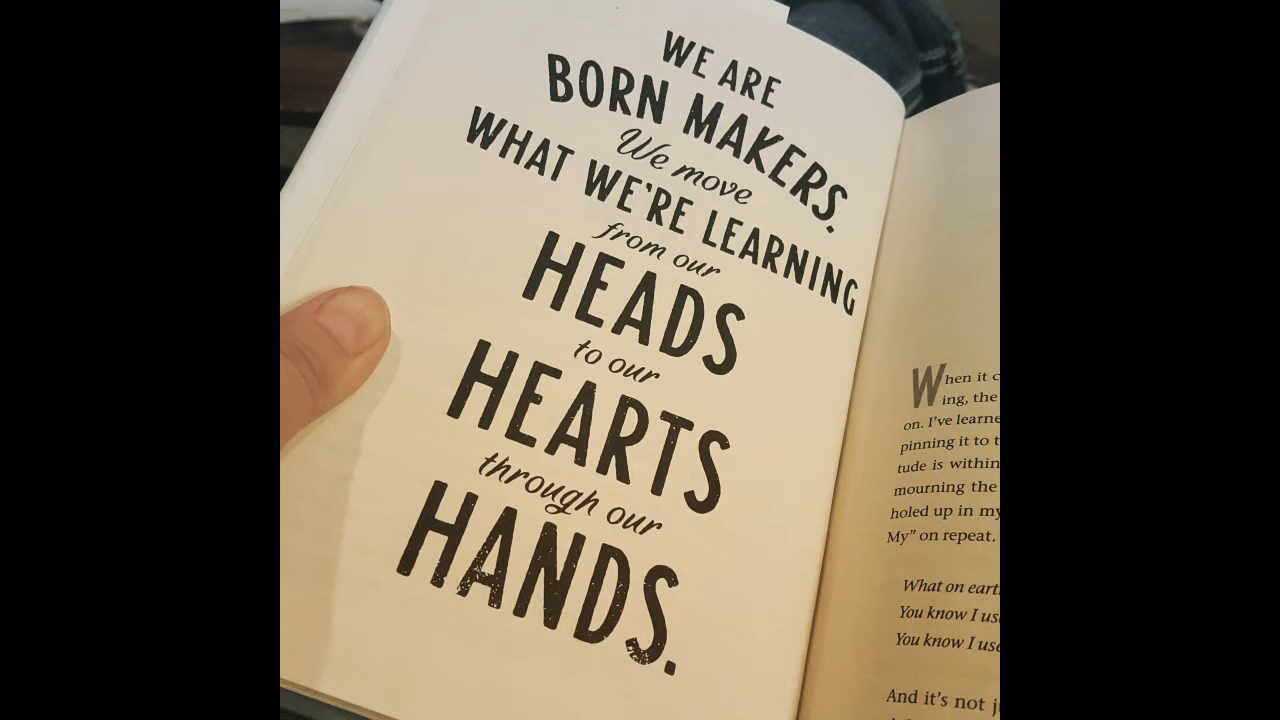 WE ARE
BORN MAKERS.
We move
WHAT WE'RE LEARNING
from our
HEADS
to our
HEARTS
through our
HANDS.
When it c
ing, the
on. I've learne
pinning it to t
tude is within
mourning the
holed up in my
My" on repeat.
What on eart
You know I us
You know I use
And it's not j